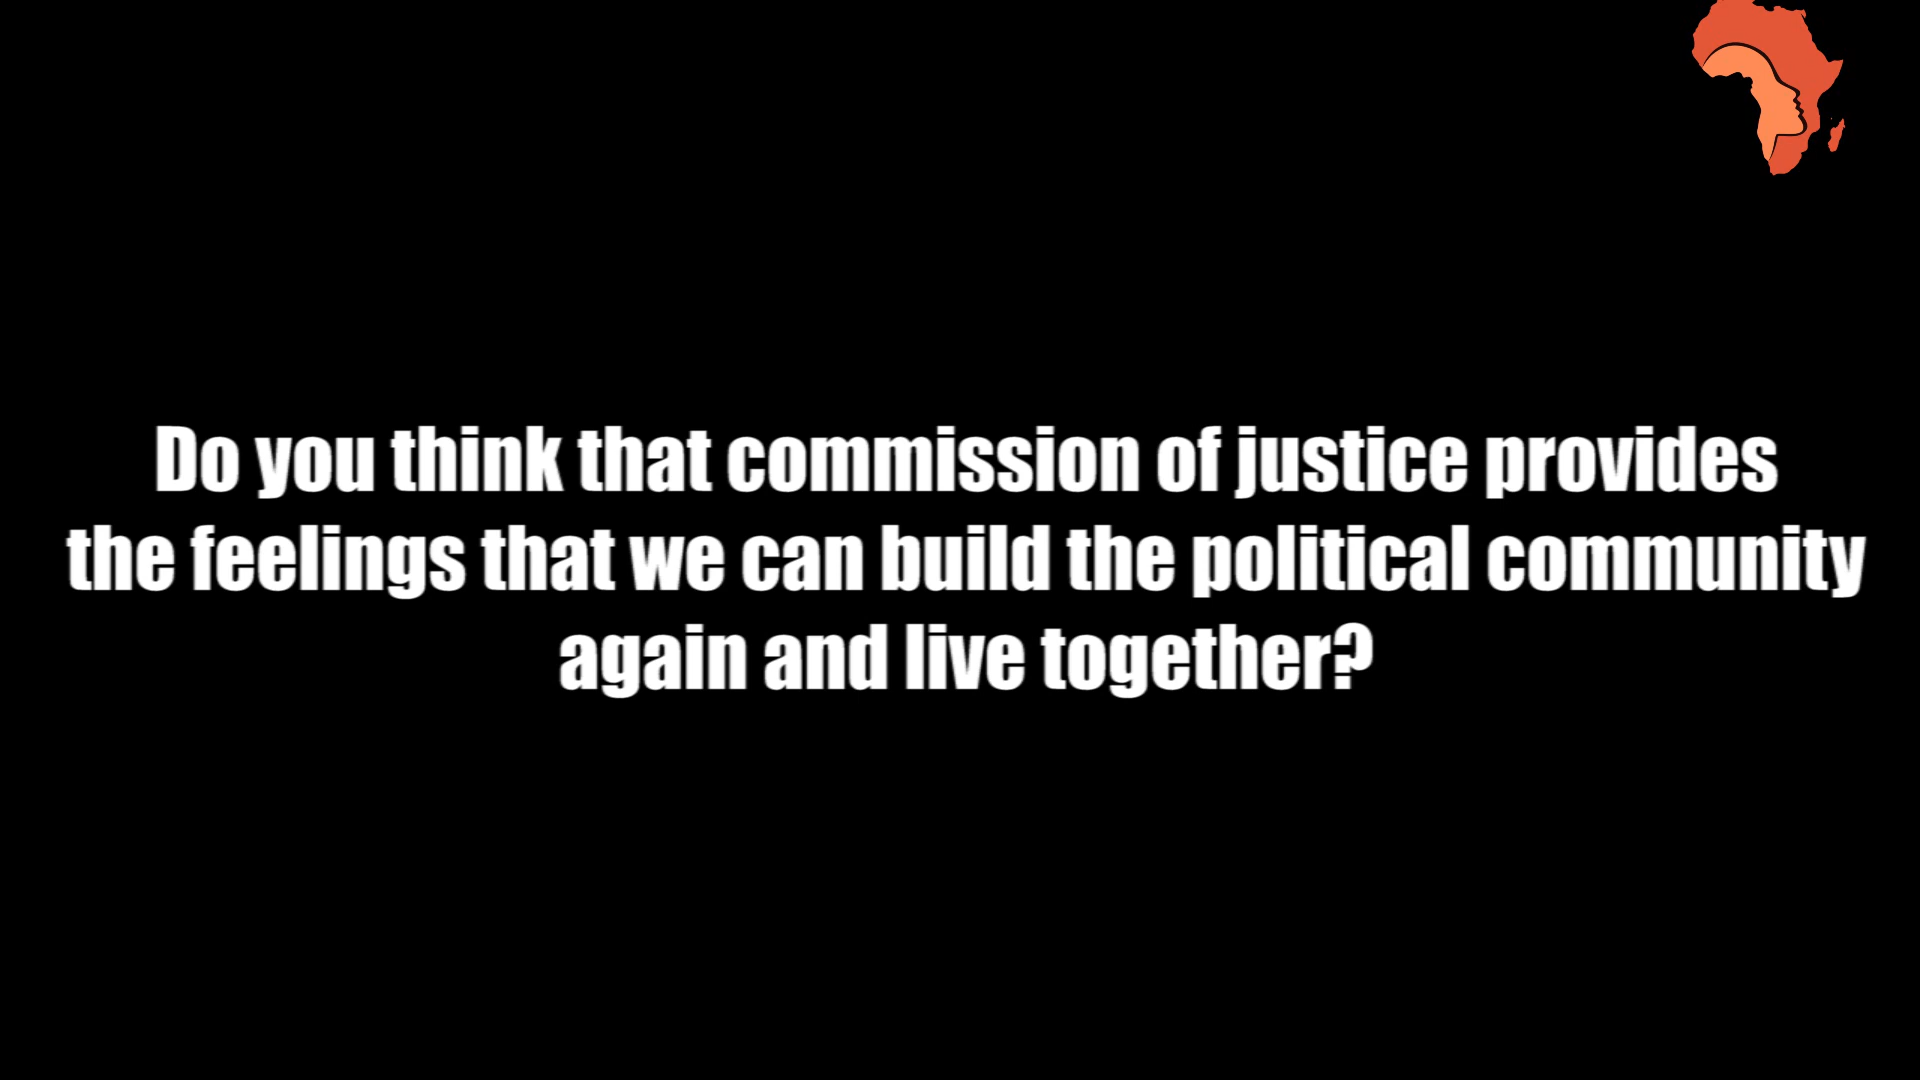 Do you think that commission of justice provides
the feelings that we can build the political community
again and live together?